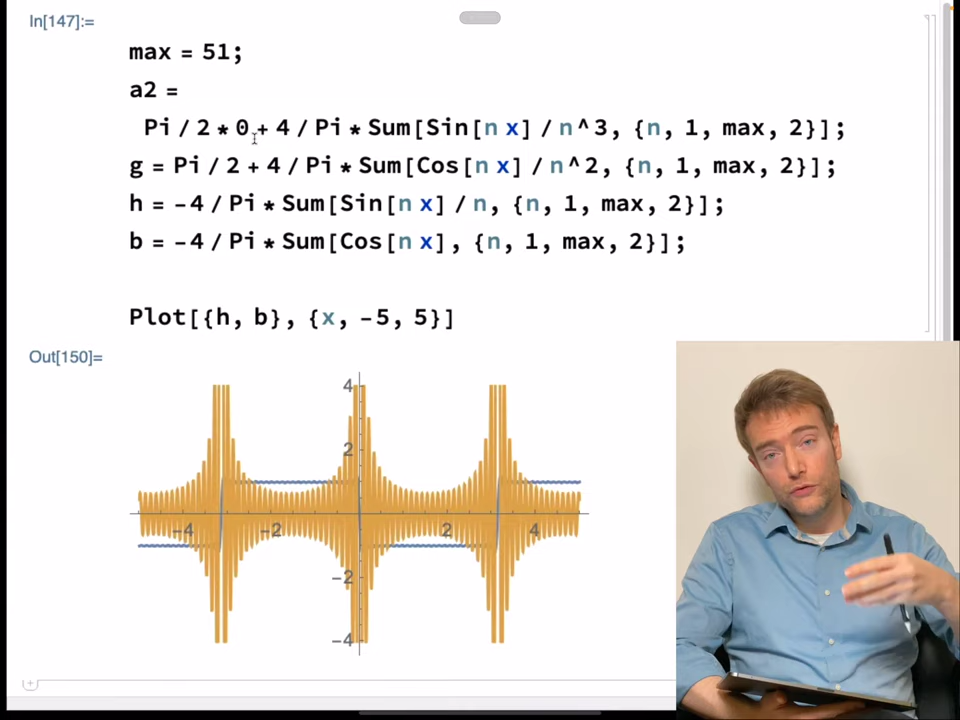 In[147]:=
max = 51;
a2 =
Pi / 2 * 0 + 4 / Pi * Sum[Sin[n x] / n^3, {n, 1, max, 2}];
g = Pi / 2 + 4 / Pi * Sum[Cos[n x] / n^2, {n, 1, max, 2}];
h = -4 / Pi * Sum[Sin[n x] / n, {n, 1, max, 2}];
b = -4 / Pi * Sum[Cos[n x], {n, 1, max, 2}];
Plot[{h, b}, {x, -5, 5}]
Out[150]=
4
2
-4 -2 2 4
-2
-4